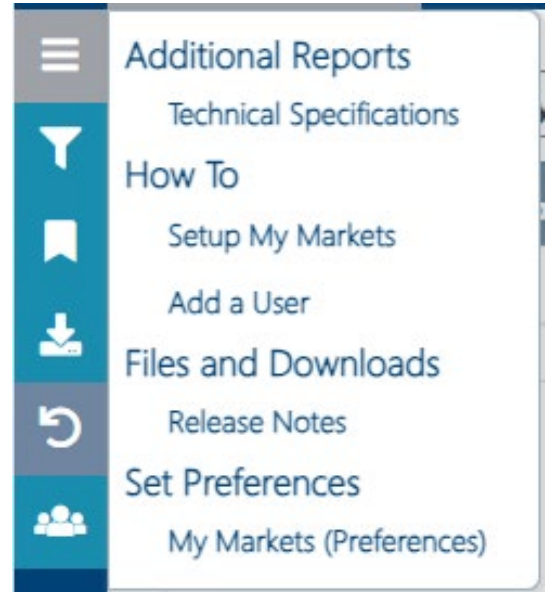 Additional Reports
Technical Specifications
How To
Setup My Markets
Add a User
Files and Downloads
Release Notes
Set Preferences
My Markets (Preferences)